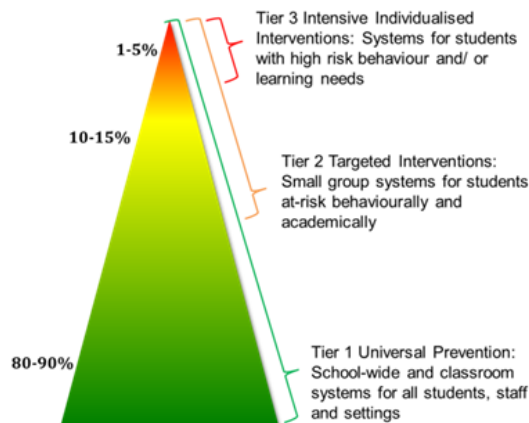 Tier 3 Intensive Individualised
Interventions: Systems for students
with high risk behaviour and/ or
learning needs
1-5%
10-15%
Tier 2 Targeted Interventions:
Small group systems for students
at-risk behaviourally and
academically
80-90%
Tier 1 Universal Prevention:
School-wide and classroom
systems for all students, staff
and settings